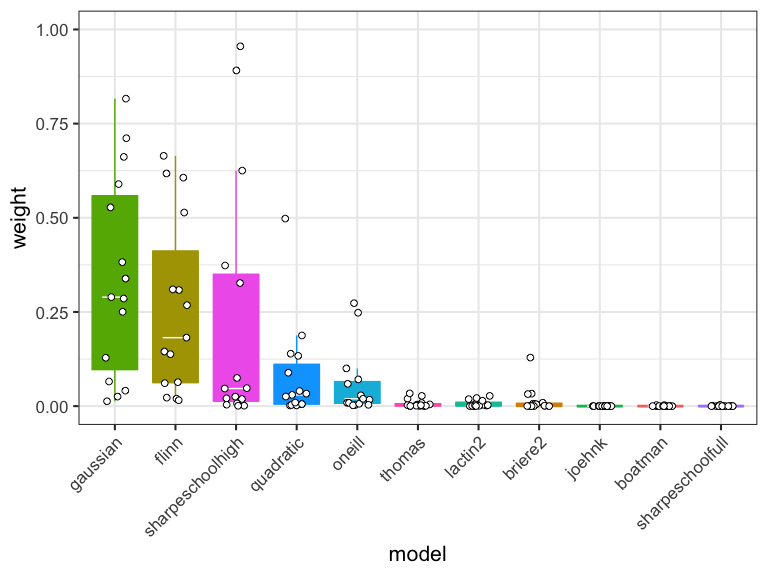 1.00
0.75
0.50
0.25
0.00
weight
gaussian
flinn
sharpeschoolhigh
quadratic
oneill
thomas
lactin2
briere2
joehnk
boatman
sharpeschoolfull
model